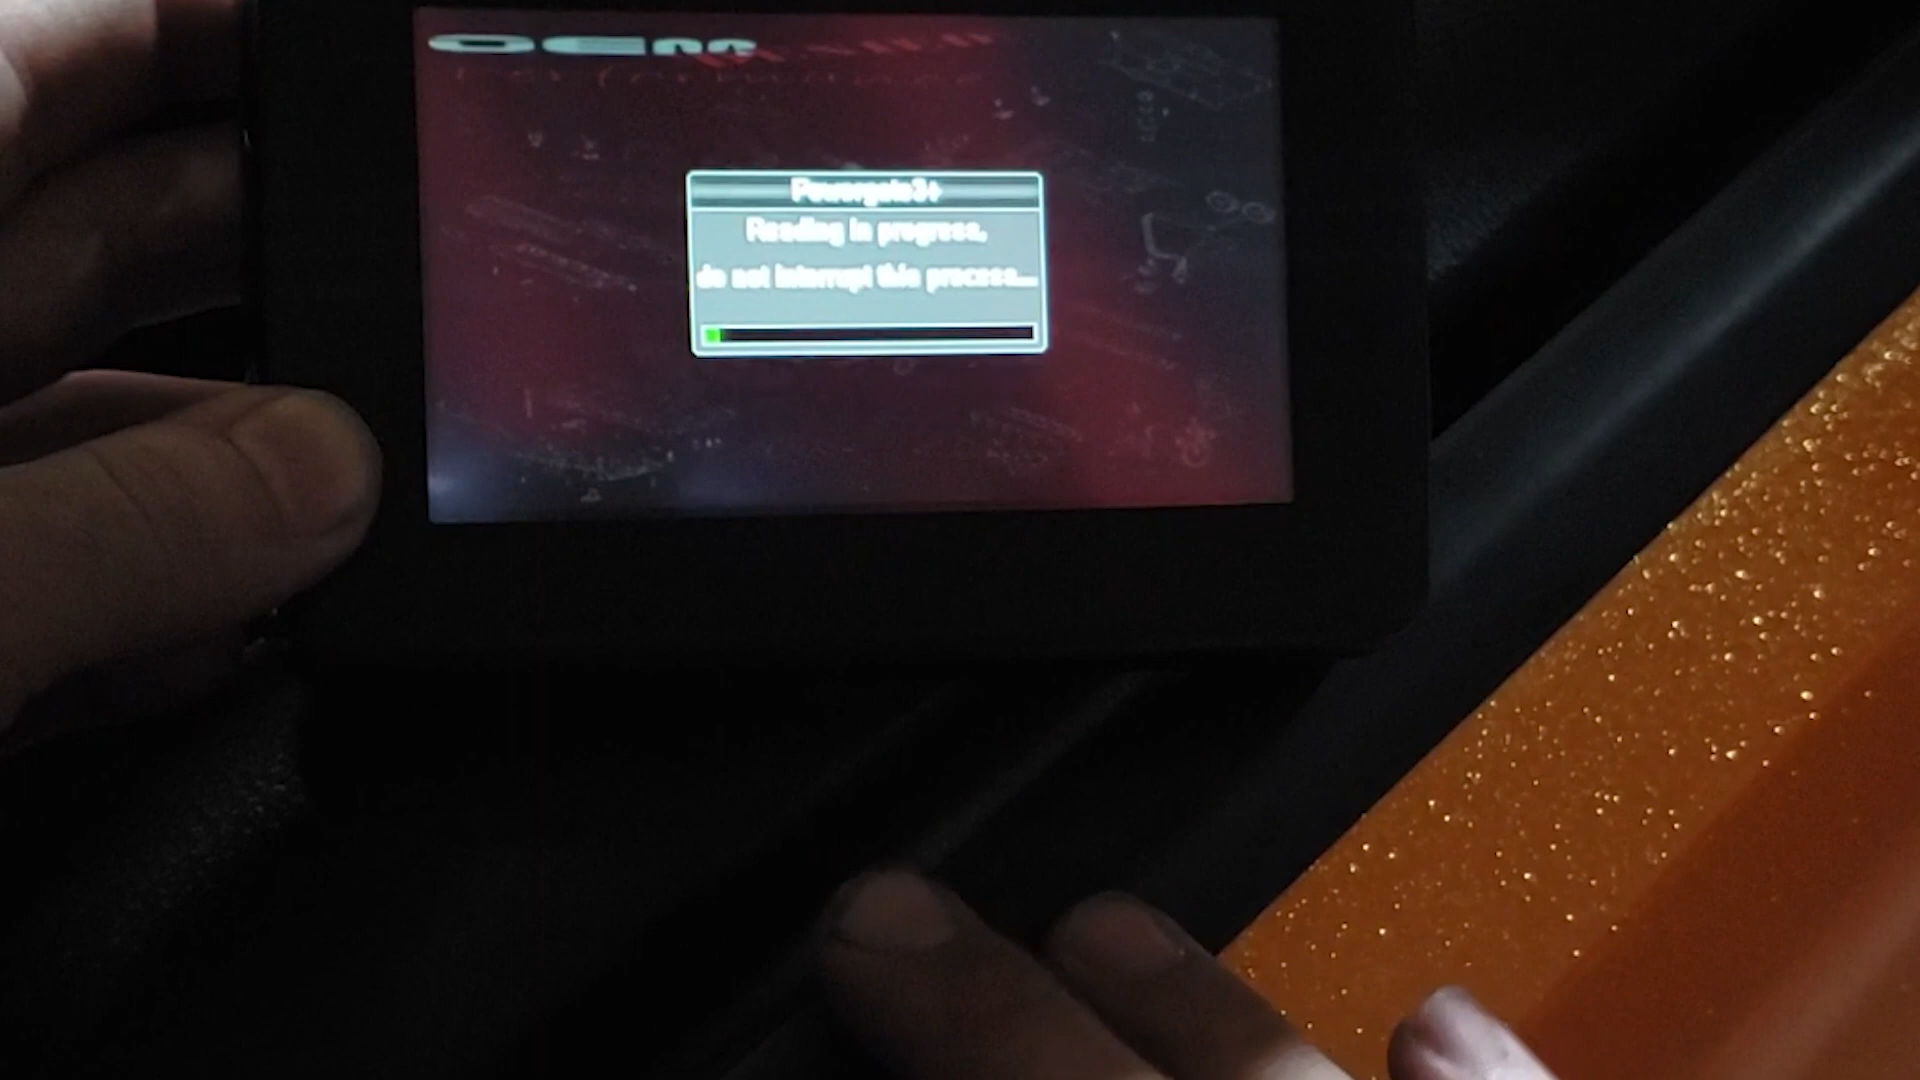 Powergate3+
Reading in progress,
do not interrupt this process...